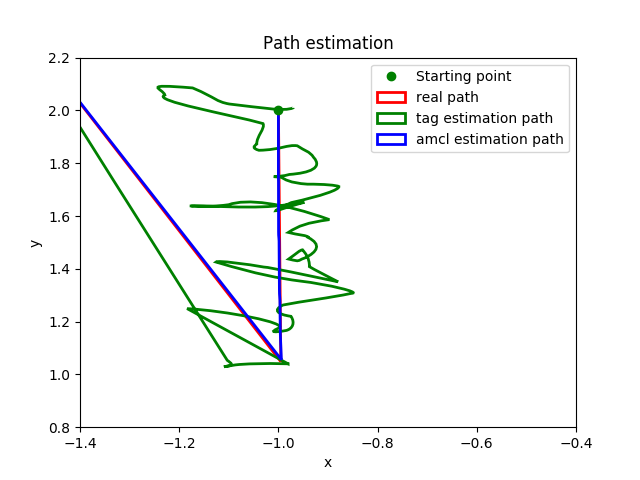 Path estimation
2.2
2.0
1.8
1.6
1.4
1.2
1.0
0.8
y
Starting point
real path
tag estimation path
amcl estimation path
−1.4 −1.2 −1.0 −0.8 −0.6 −0.4
x